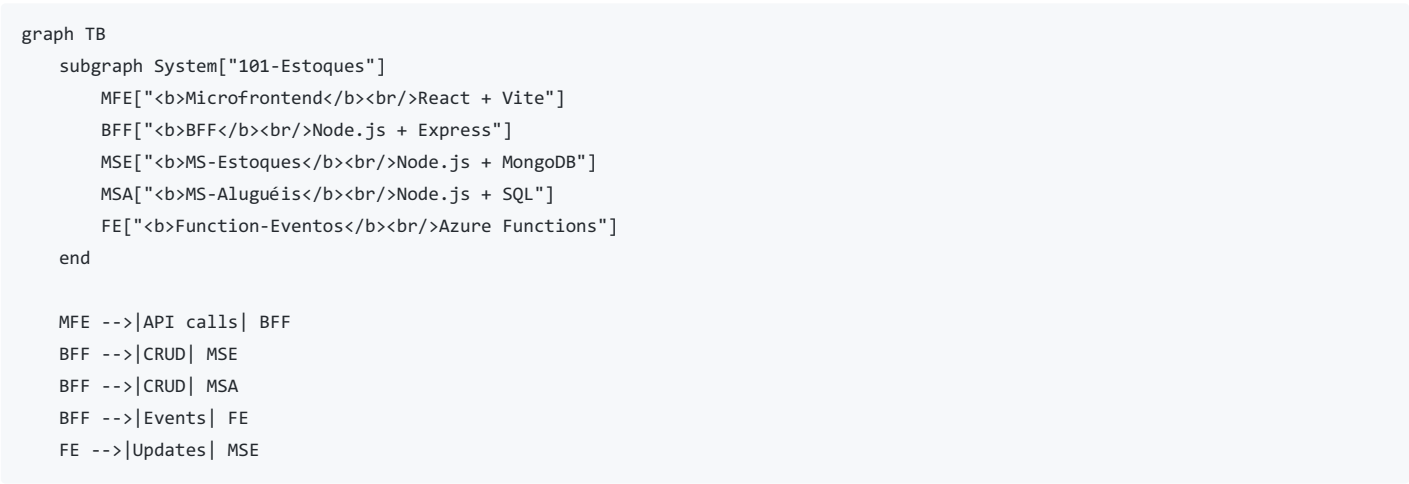 graph TB
    subgraph System["101-Estoques"]
        MFE["<b>Microfrontend</b><br/>React + Vite"]
        BFF["<b>BFF</b><br/>Node.js + Express"]
        MSE["<b>MS-Estoques</b><br/>Node.js + MongoDB"]
        MSA["<b>MS-Aluguéis</b><br/>Node.js + SQL"]
        FE["<b>Function-Eventos</b><br/>Azure Functions"]
    end

    MFE -->|API calls| BFF
    BFF -->|CRUD| MSE
    BFF -->|CRUD| MSA
    BFF -->|Events| FE
    FE -->|Updates| MSE